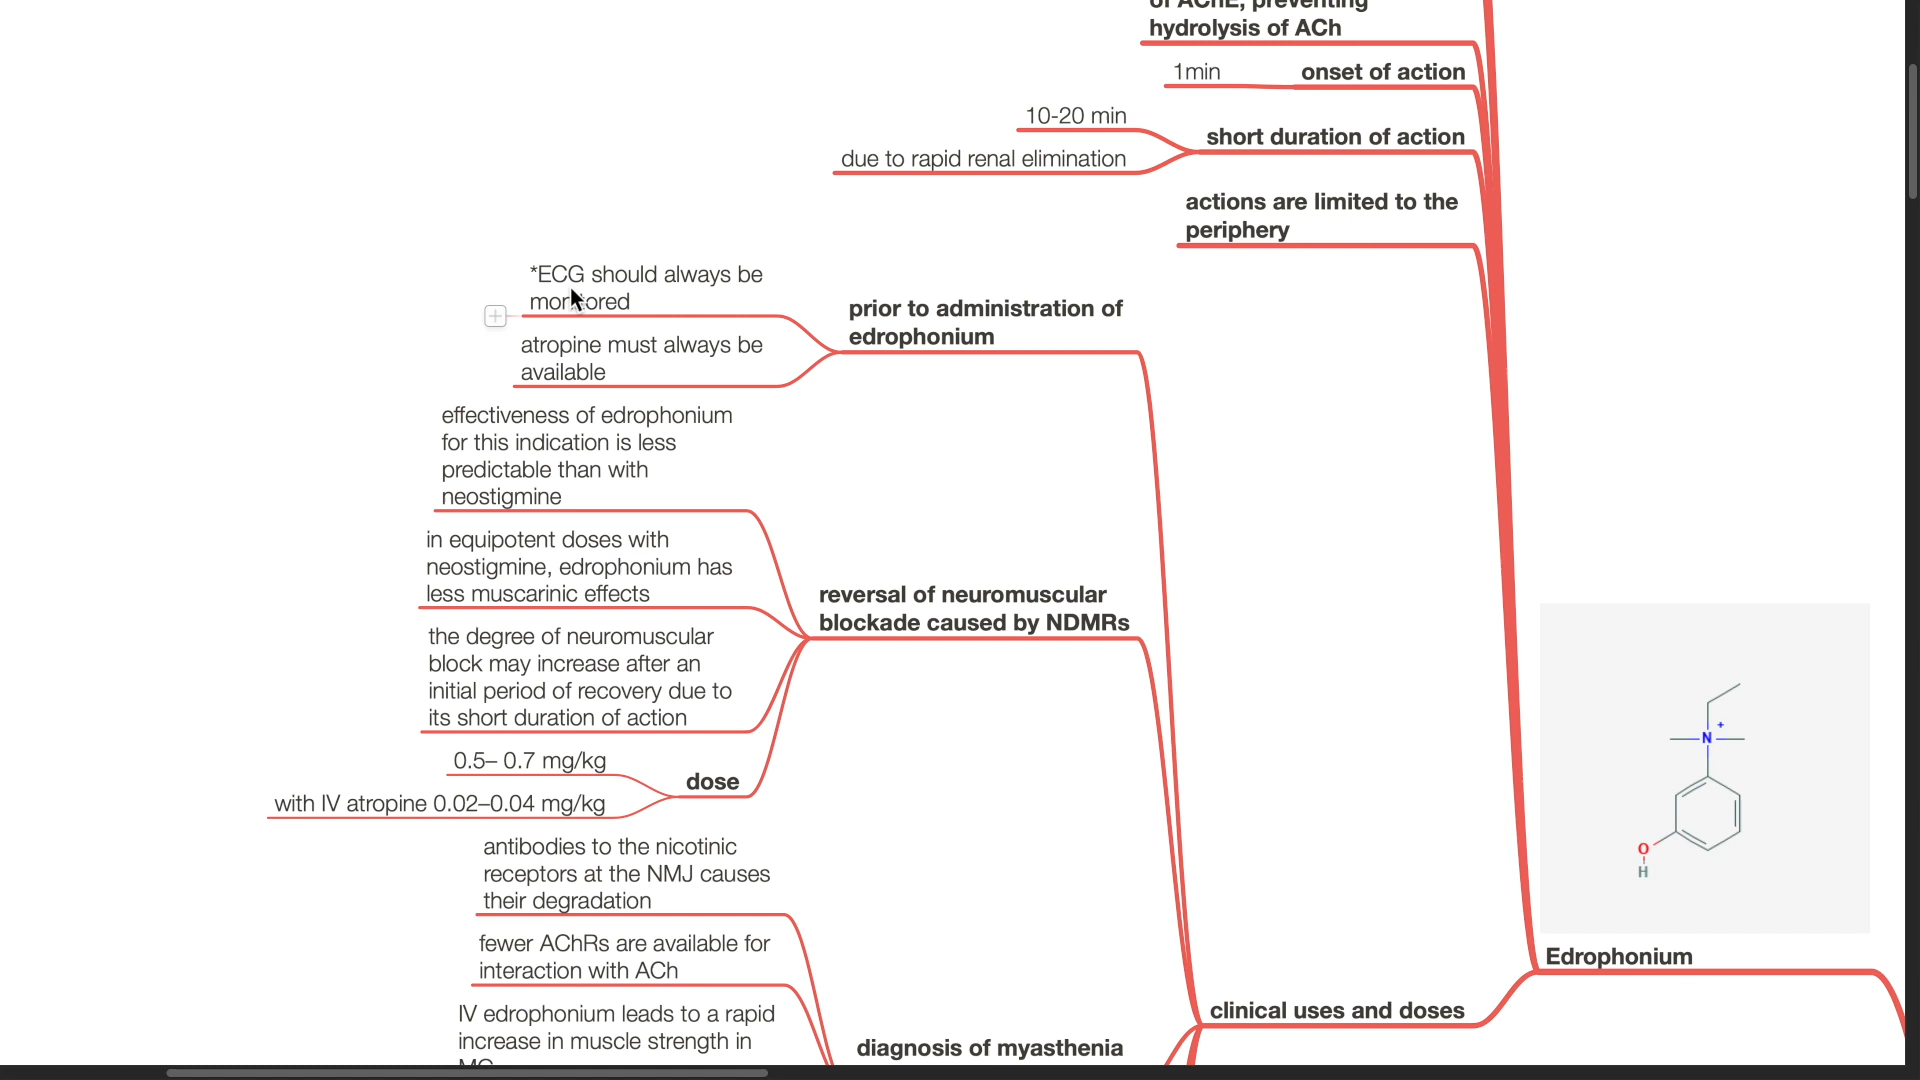 of AChE, preventing
hydrolysis of ACh
1min
onset of action
10-20 min
short duration of action
due to rapid renal elimination
actions are limited to the
periphery
*ECG should always be
monitored
prior to administration of
edrophonium
atropine must always be
available
effectiveness of edrophonium
for this indication is less
predictable than with
neostigmine
in equipotent doses with
neostigmine, edrophonium has
less muscarinic effects
reversal of neuromuscular
blockade caused by NDMRs
the degree of neuromuscular
block may increase after an
initial period of recovery due to
its short duration of action
0.5– 0.7 mg/kg
dose
with IV atropine 0.02–0.04 mg/kg
antibodies to the nicotinic
receptors at the NMJ causes
their degradation
fewer AChRs are available for
interaction with ACh
IV edrophonium leads to a rapid
increase in muscle strength in
MG
diagnosis of myasthenia
clinical uses and doses
Edrophonium
N
+
O
H